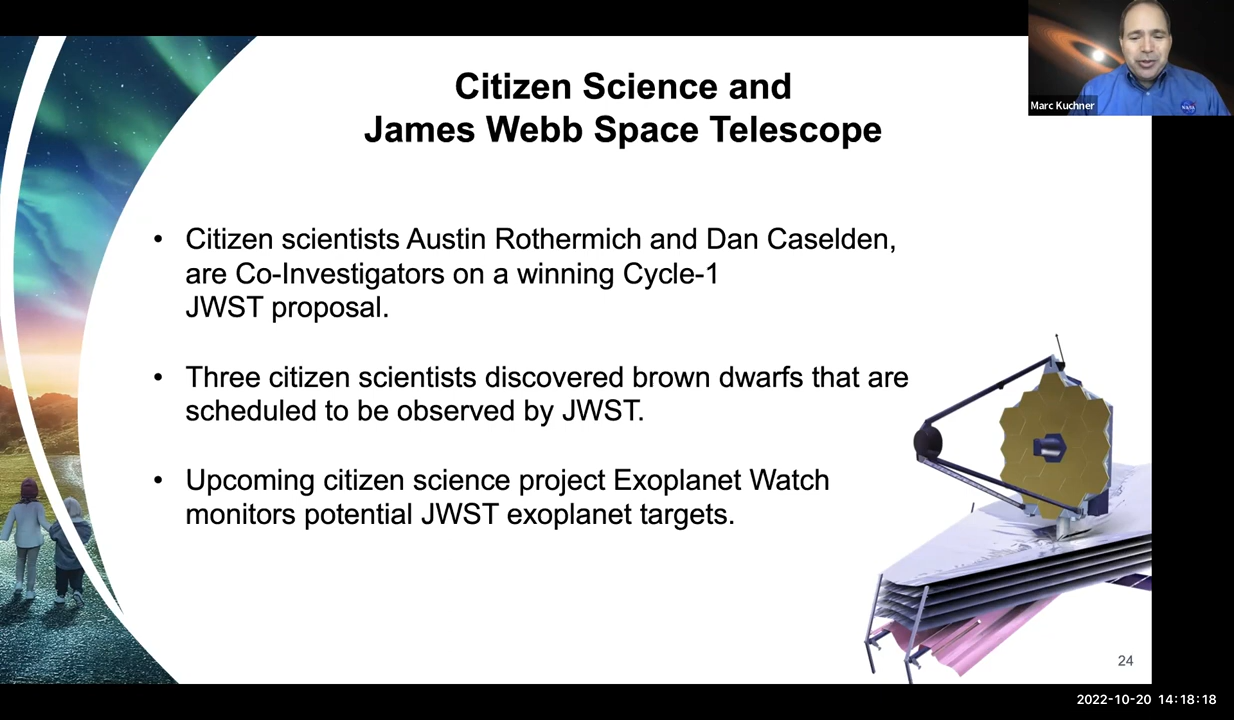 Citizen Science and
James Webb Space Telescope
Marc Kuchner
NASA
• Citizen scientists Austin Rothermich and Dan Caselden,
are Co-Investigators on a winning Cycle-1
JWST proposal.
• Three citizen scientists discovered brown dwarfs that are
scheduled to be observed by JWST.
• Upcoming citizen science project Exoplanet Watch
monitors potential JWST exoplanet targets.
24
2022-10-20 14:18:18